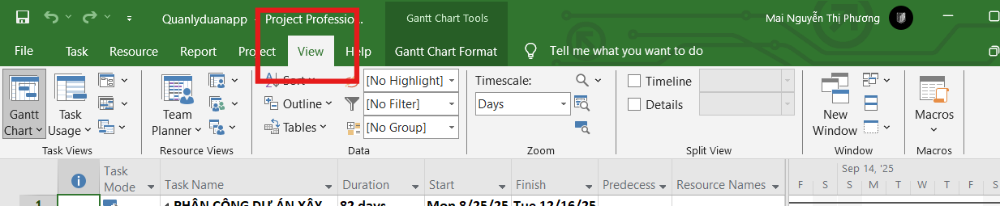 Quanlyduanapp - Project Professio...
Gantt Chart Tools
Mai Nguyễn Thị Phương
File Task Resource Report Project View Help Gantt Chart Format Tell me what you want to do
Gantt Chart
Task Usage
Task Views
Team Planner
Resource Views
Sort
Outline
Tables
[No Highlight]
[No Filter]
[No Group]
Data
Timescale:
Days
Zoom
Timeline
Details
Split View
New Window
Window
Macros
Macros
Task Mode Task Name Duration Start Finish Predecess Resource Names
Sep 14, '25
F S S M T W T F S
1 PHÂN CÔNG DỰ ÁN XÂY 82 days Mon 8/25/25 Tue 12/16/25